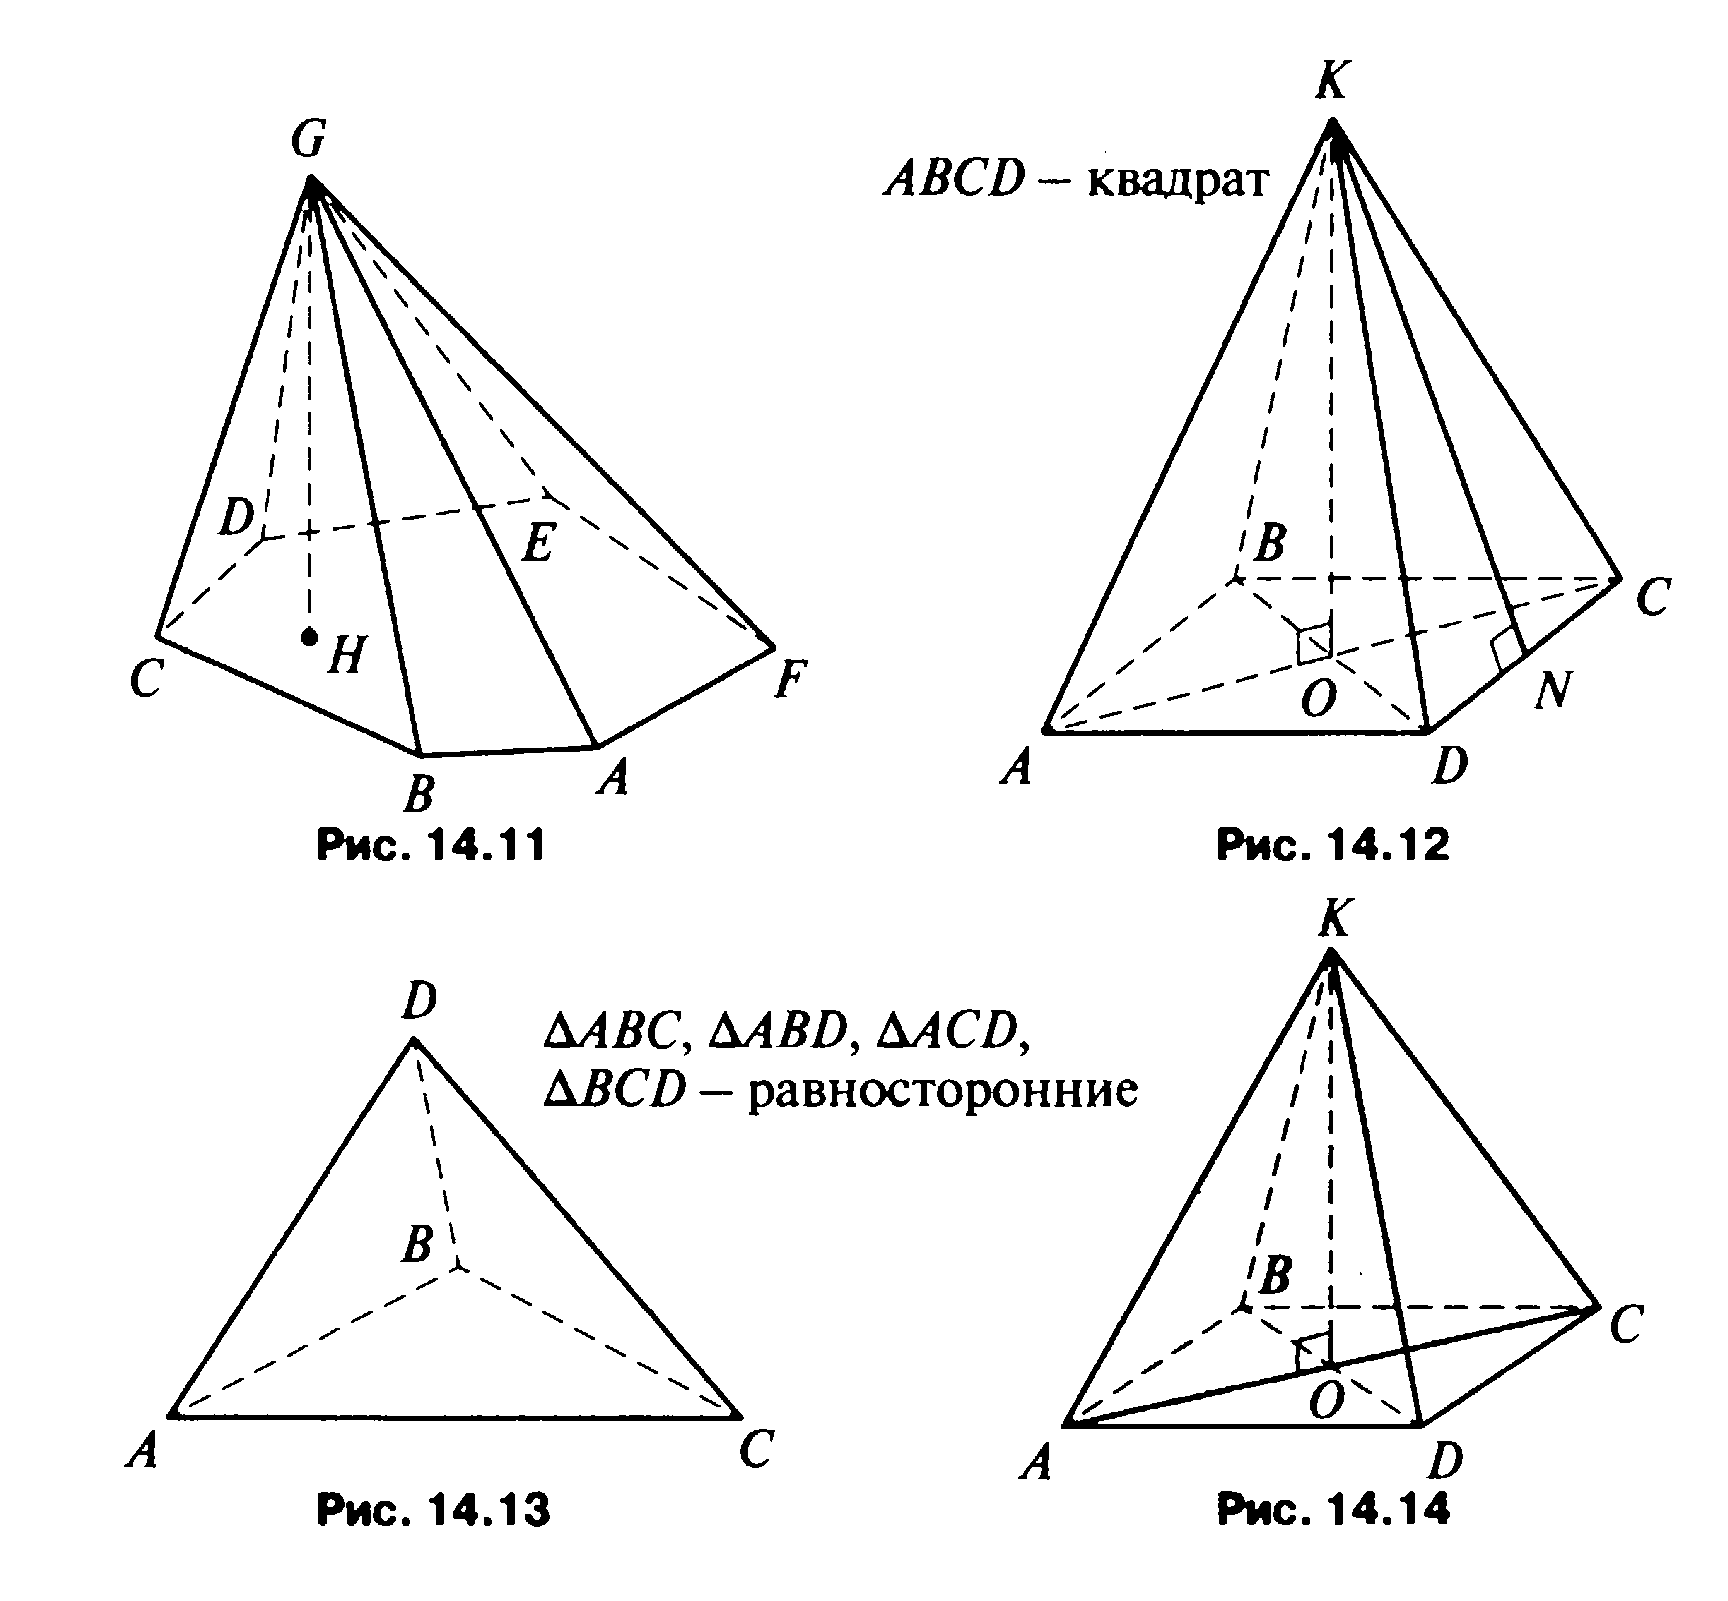 G
D
E
H
C
F
B
A
Рис. 14.11
K
ABCD – квадрат
B
C
O
N
A
D
Рис. 14.12
D
ΔABC, ΔABD, ΔACD,
ΔBCD – равносторонние
B
A
C
Рис. 14.13
K
B
C
O
A
D
Рис. 14.14